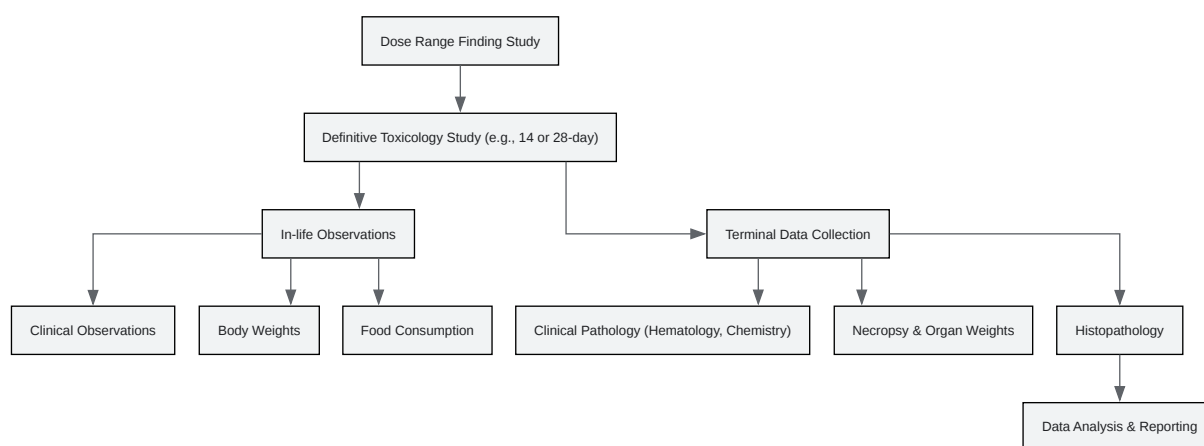 Dose Range Finding Study
Definitive Toxicology Study (e.g., 14 or 28-day)
In-life Observations
Terminal Data Collection
Clinical Observations
Body Weights
Food Consumption
Clinical Pathology (Hematology, Chemistry)
Necropsy & Organ Weights
Histopathology
Data Analysis & Reporting